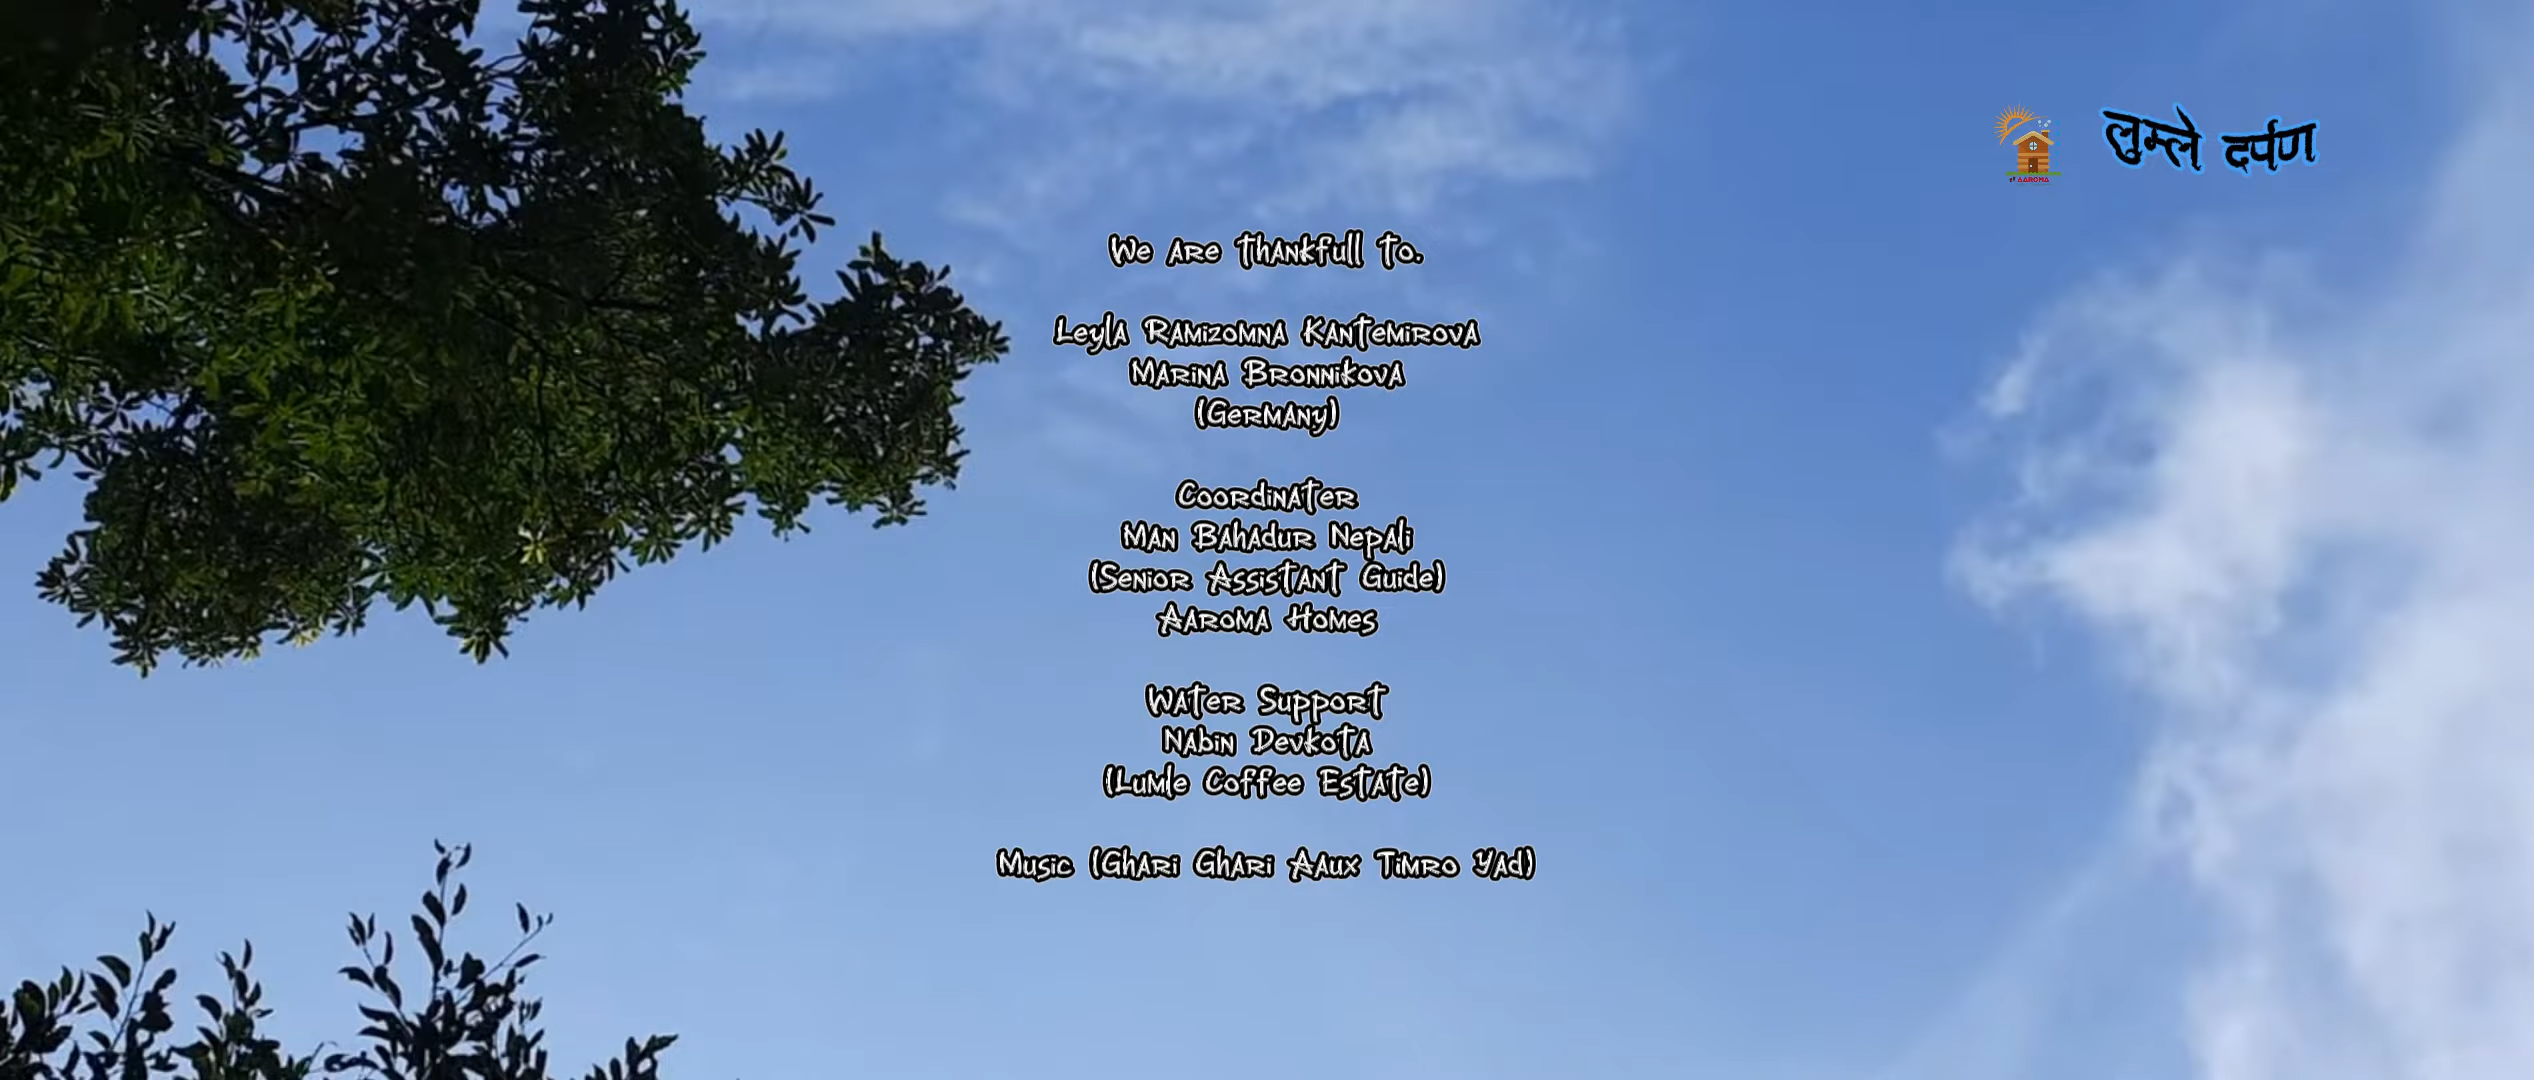 AAROMA
लुम्ले दर्पण
We are thankfull to.
Leyla Ramizomna Kantemirova
Marina Bronnikova
(Germany)
Coordinater
Man Bahadur Nepali
(Senior Assistant Guide)
Aaroma Homes
Water Support
Nabin Devkota
(Lumle Coffee Estate)
Music (Ghari Ghari Aaux Timro Yad)